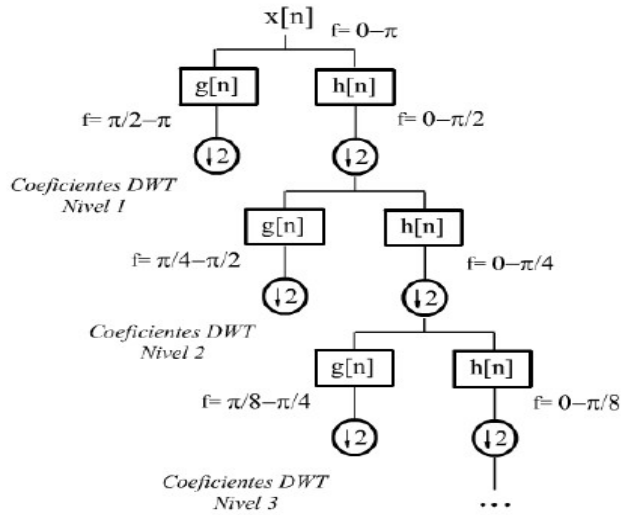 x[n]
f= 0–π
g[n]
h[n]
f= π/2–π
f= 0–π/2
↓2
↓2
Coeficientes DWT
Nivel 1
g[n]
h[n]
f= π/4–π/2
f= 0–π/4
↓2
↓2
Coeficientes DWT
Nivel 2
g[n]
h[n]
f= π/8–π/4
f= 0–π/8
↓2
↓2
Coeficientes DWT
Nivel 3
...